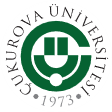 ÇUKUROVA ÜNİVERSİTESİ
• 1973 •